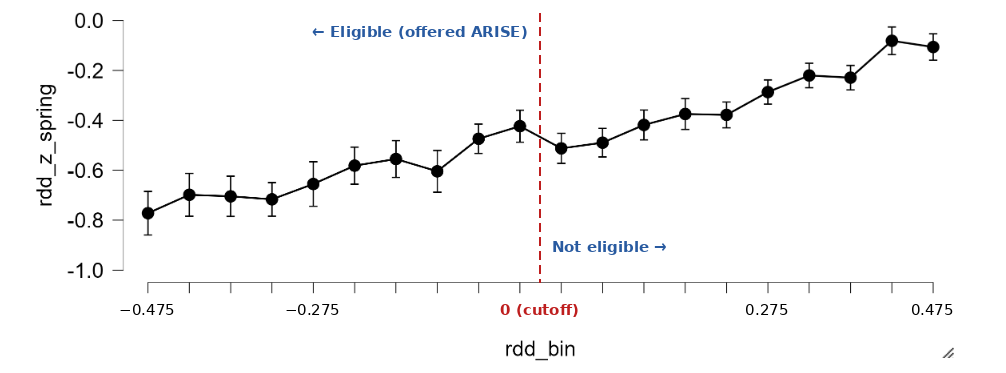 0.0
-0.2
-0.4
-0.6
-0.8
-1.0
rdd_z_spring
← Eligible (offered ARISE)
Not eligible →
−0.475
−0.275
0 (cutoff)
0.275
0.475
rdd_bin